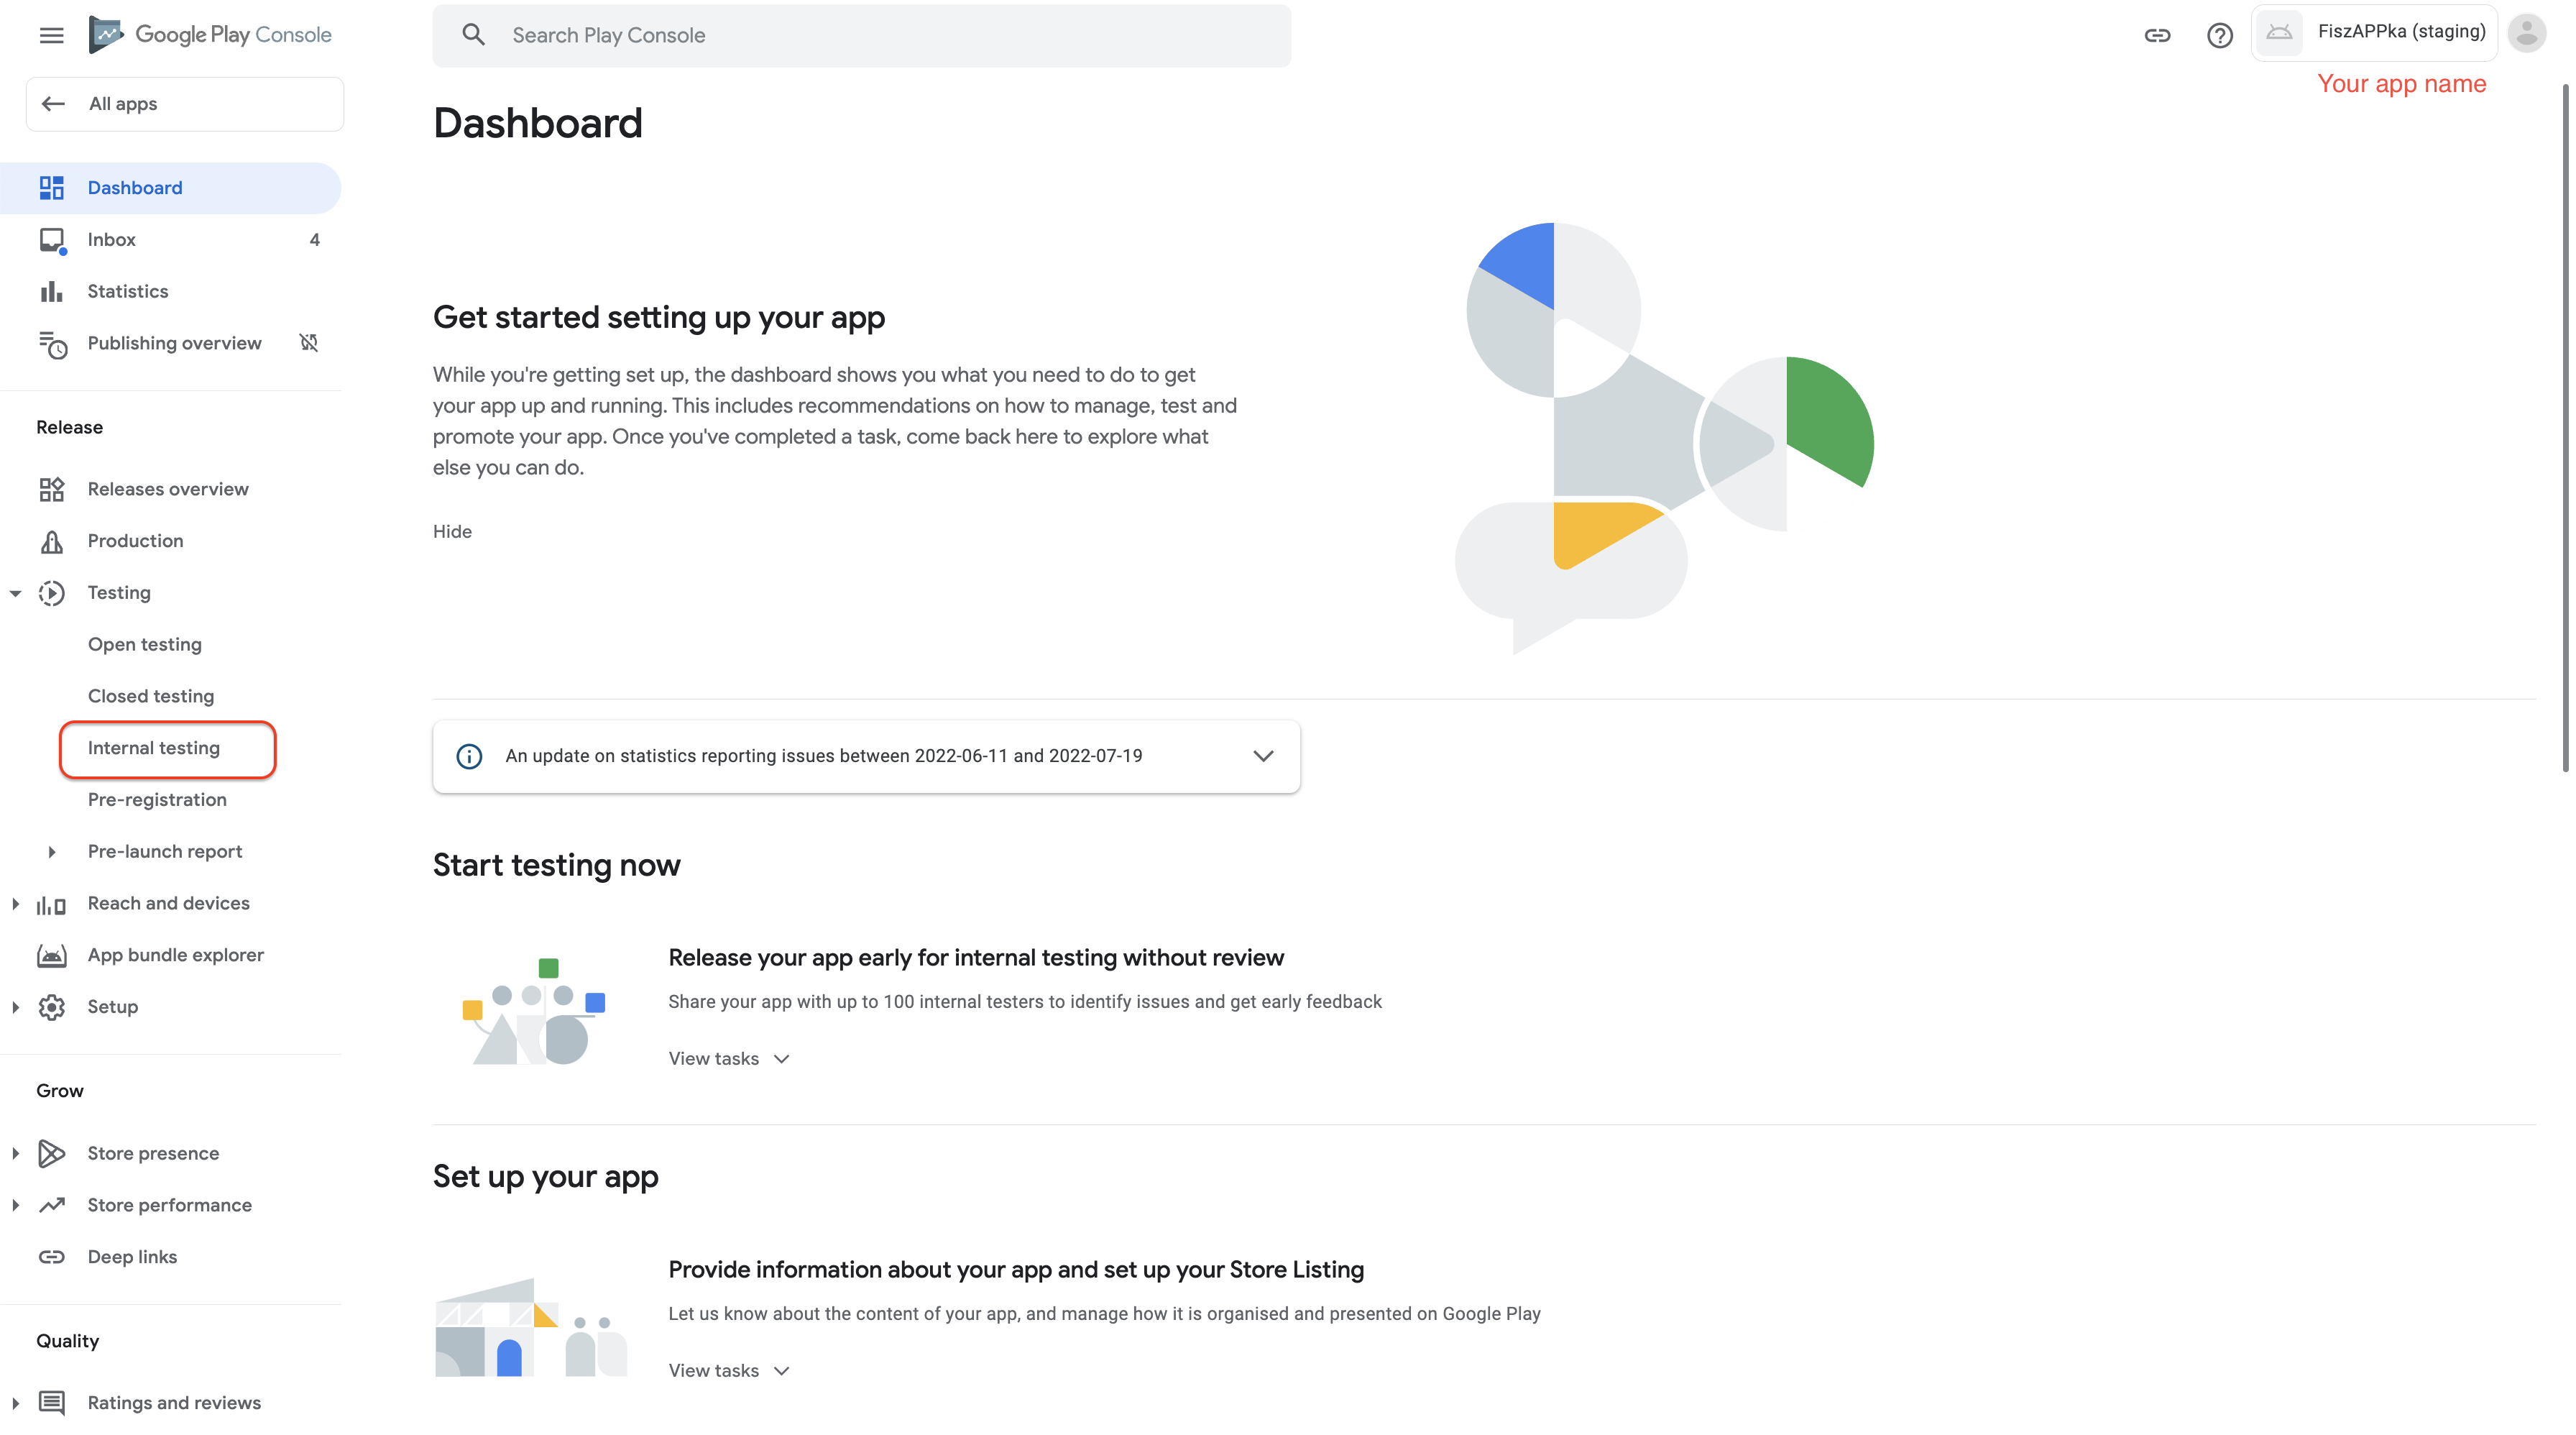 Google Play Console
Search Play Console
FiszAPPka (staging)
Your app name
All apps
Dashboard
Inbox 4
Statistics
Publishing overview
Release
Releases overview
Production
Testing
Open testing
Closed testing
Internal testing
Pre-registration
Pre-launch report
Reach and devices
App bundle explorer
Setup
Grow
Store presence
Store performance
Deep links
Quality
Ratings and reviews
Dashboard
Get started setting up your app
While you're getting set up, the dashboard shows you what you need to do to get
your app up and running. This includes recommendations on how to manage, test and
promote your app. Once you've completed a task, come back here to explore what
else you can do.
Hide
An update on statistics reporting issues between 2022-06-11 and 2022-07-19
Start testing now
Release your app early for internal testing without review
Share your app with up to 100 internal testers to identify issues and get early feedback
View tasks
Set up your app
Provide information about your app and set up your Store Listing
Let us know about the content of your app, and manage how it is organised and presented on Google Play
View tasks